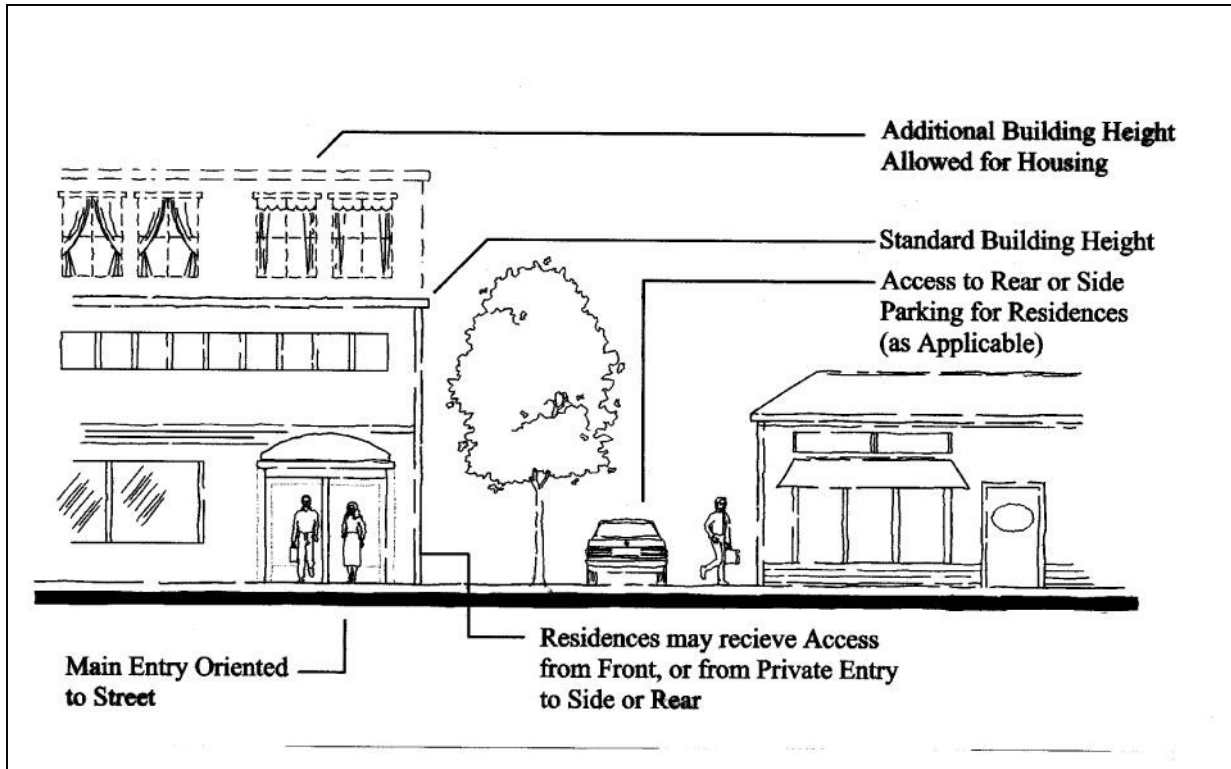 Additional Building Height
Allowed for Housing
Standard Building Height
Access to Rear or Side
Parking for Residences
(as Applicable)
Main Entry Oriented
to Street
Residences may recieve Access
from Front, or from Private Entry
to Side or Rear